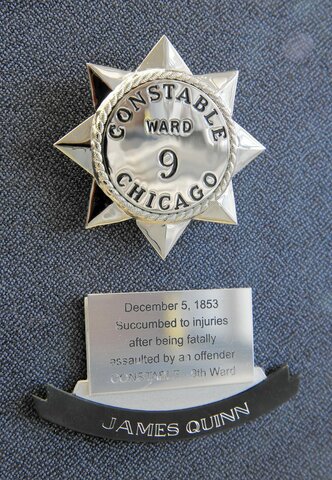 CONSTABLE
WARD
9
CHICAGO
December 5, 1853
Succumbed to injuries
after being fatally
assaulted by an offender
CONSTABLE 9th Ward
JAMES QUINN